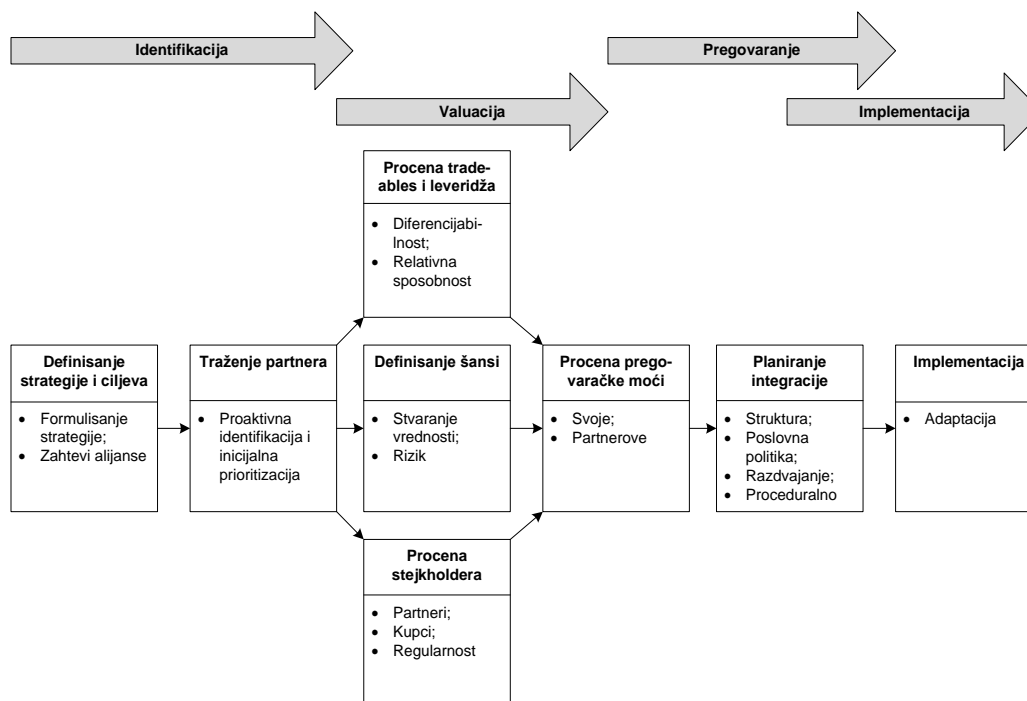 Identifikacija
Pregovaranje
Valuacija
Implementacija
Procena trade-
ables i leveridža
• Diferencijabi-
lnost;
• Relativna
sposobnost
Definisanje
strategije i ciljeva
• Formulisanje
strategije;
• Zahtevi alijanse
Traženje partnera
• Proaktivna
identifikacija i
inicijalna
prioritizacija
Definisanje šansi
• Stvaranje
vrednosti;
• Rizik
Procena prego-
varačke moći
• Svoje;
• Partnerove
Planiranje
integracije
• Struktura;
• Poslovna
politika;
• Razdvajanje;
• Proceduralno
Implementacija
• Adaptacija
Procena
stejkholdera
• Partneri;
• Kupci;
• Regularnost